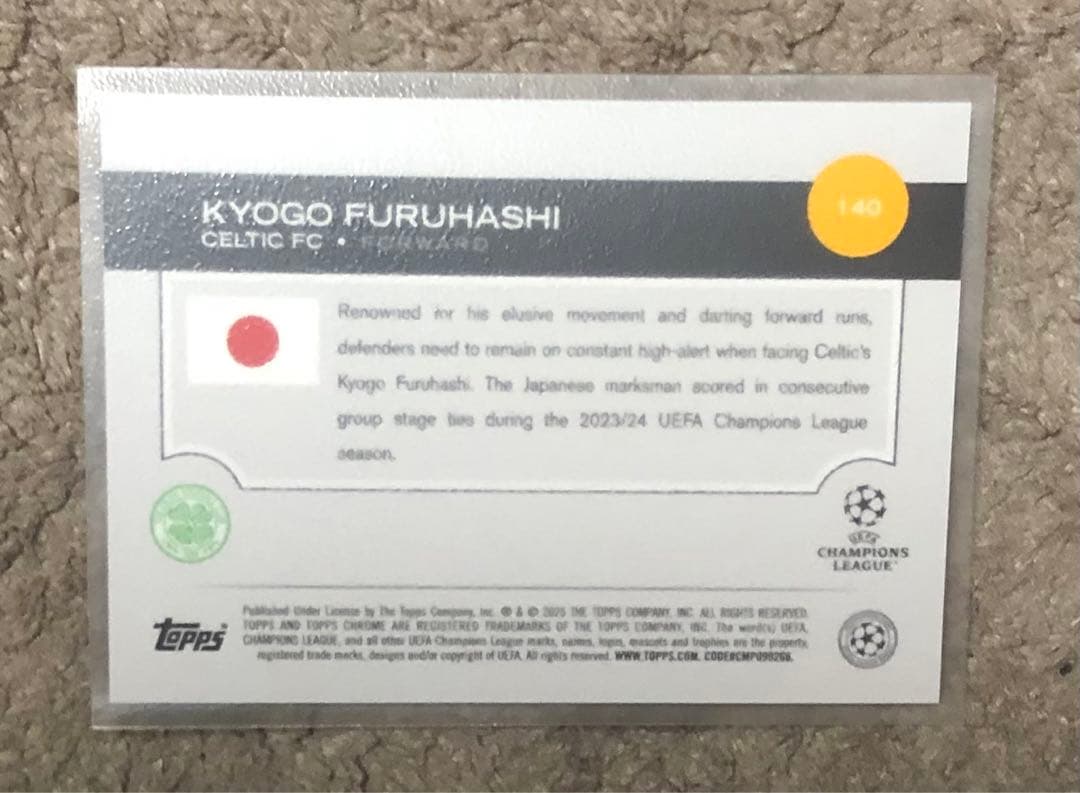 KYOGO FURUHASHI
140
CELTIC FC • FORWARD
Renowned for his elusive movement and darting forward runs,
defenders need to remain on constant high-alert when facing Celtic's
Kyogo Furuhashi. The Japanese marksman scored in consecutive
group stage ties during the 2023/24 UEFA Champions League
season.
UEFA
CHAMPIONS
LEAGUE
Topps
Published Under License by The Topps Company, Inc. ® & © 2025 THE TOPPS COMPANY, INC. ALL RIGHTS RESERVED.
TOPPS AND TOPPS CHROME ARE REGISTERED TRADEMARKS OF THE TOPPS COMPANY, INC. The word(s) UEFA,
CHAMPIONS LEAGUE, and all other UEFA Champions League marks, names, logos, mascots and trophies are the property,
registered trade marks, designs and/or copyright of UEFA. All rights reserved. WWW.TOPPS.COM. CODE#CMP098266.